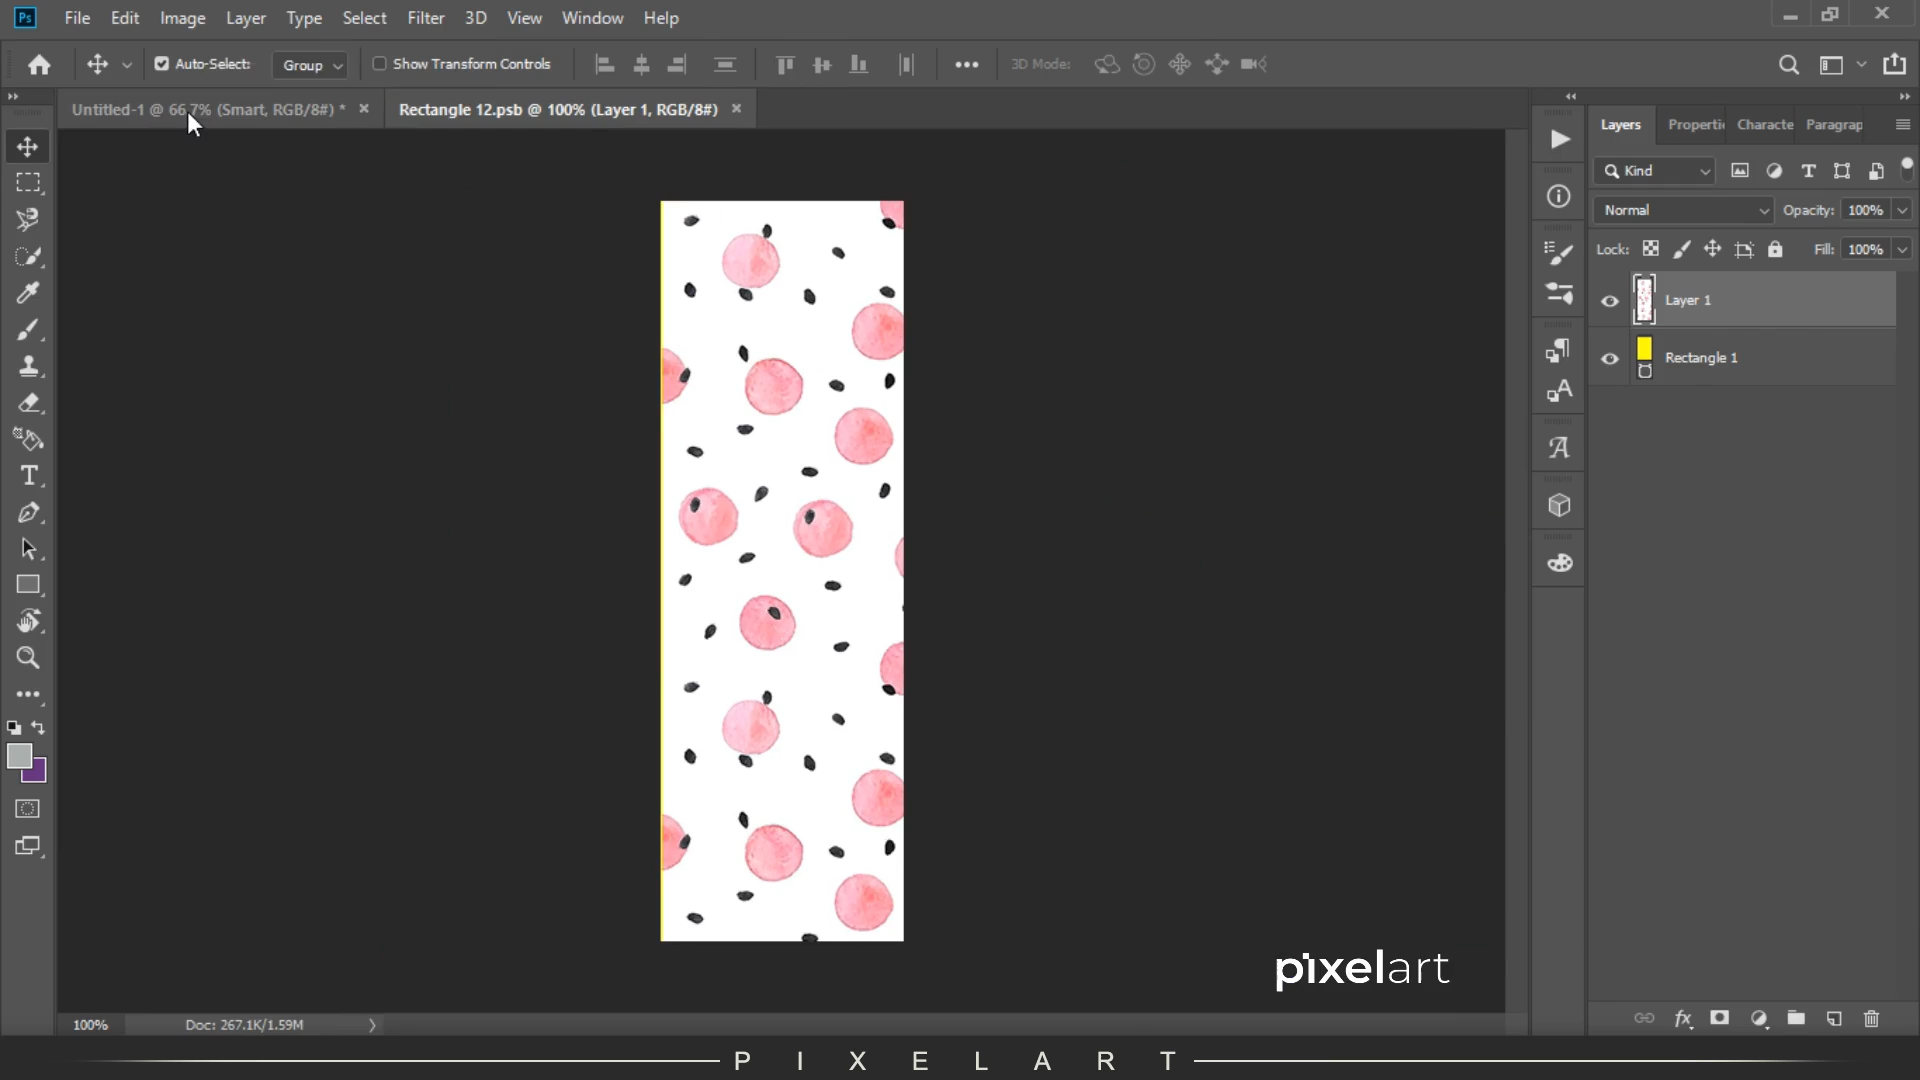 Ps File Edit Image Layer Type Select Filter 3D View Window Help
Auto-Select: Group Show Transform Controls 3D Mode:
Untitled-1 @ 66.7% (Smart, RGB/8#) * × Rectangle 12.psb @ 100% (Layer 1, RGB/8#) ×
Layers Properti Characte Paragrap
Kind
Normal Opacity: 100%
Lock: Fill: 100%
Layer 1
Rectangle 1
pixelart
100% Doc: 267.1K/1.59M
PIXELART